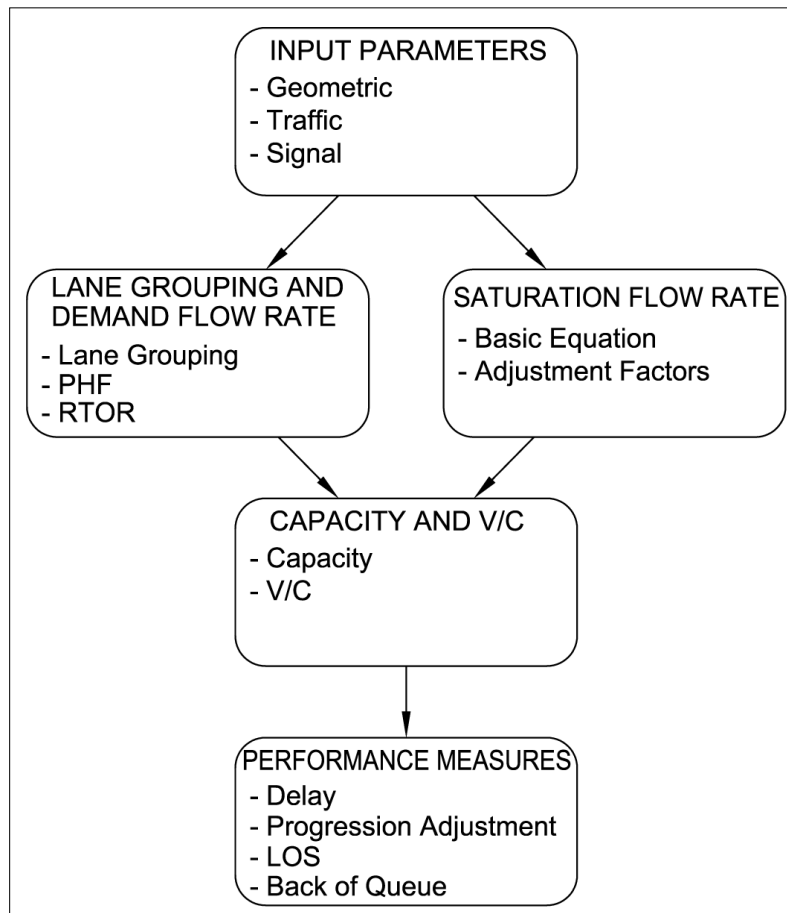 INPUT PARAMETERS
- Geometric
- Traffic
- Signal
LANE GROUPING AND
DEMAND FLOW RATE
- Lane Grouping
- PHF
- RTOR
SATURATION FLOW RATE
- Basic Equation
- Adjustment Factors
CAPACITY AND V/C
- Capacity
- V/C
PERFORMANCE MEASURES
- Delay
- Progression Adjustment
- LOS
- Back of Queue